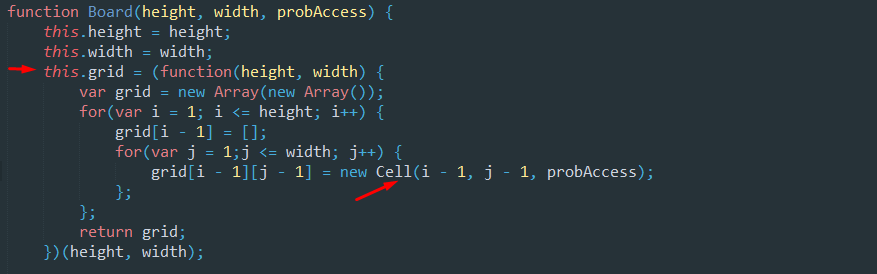 function Board(height, width, probAccess) {
    this.height = height;
    this.width = width;
    this.grid = (function(height, width) {
        var grid = new Array(new Array());
        for(var i = 1; i <= height; i++) {
            grid[i - 1] = [];
            for(var j = 1;j <= width; j++) {
                grid[i - 1][j - 1] = new Cell(i - 1, j - 1, probAccess);
            };
        };
        return grid;
    })(height, width);